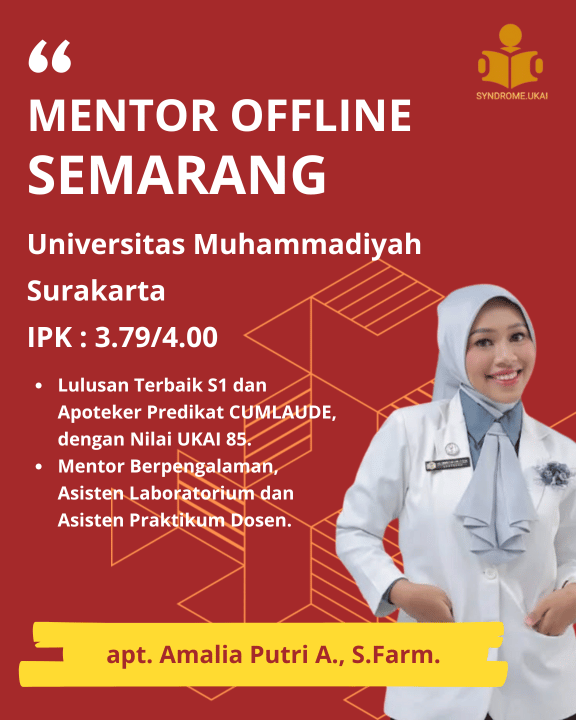 “
SYNDROME.UKAI
MENTOR OFFLINE
SEMARANG
Universitas Muhammadiyah
Surakarta
IPK : 3.79/4.00
• Lulusan Terbaik S1 dan
Apoteker Predikat CUMLAUDE,
dengan Nilai UKAI 85.
• Mentor Berpengalaman,
Asisten Laboratorium dan
Asisten Praktikum Dosen.
apt. Amalia Putri A., S.Farm.